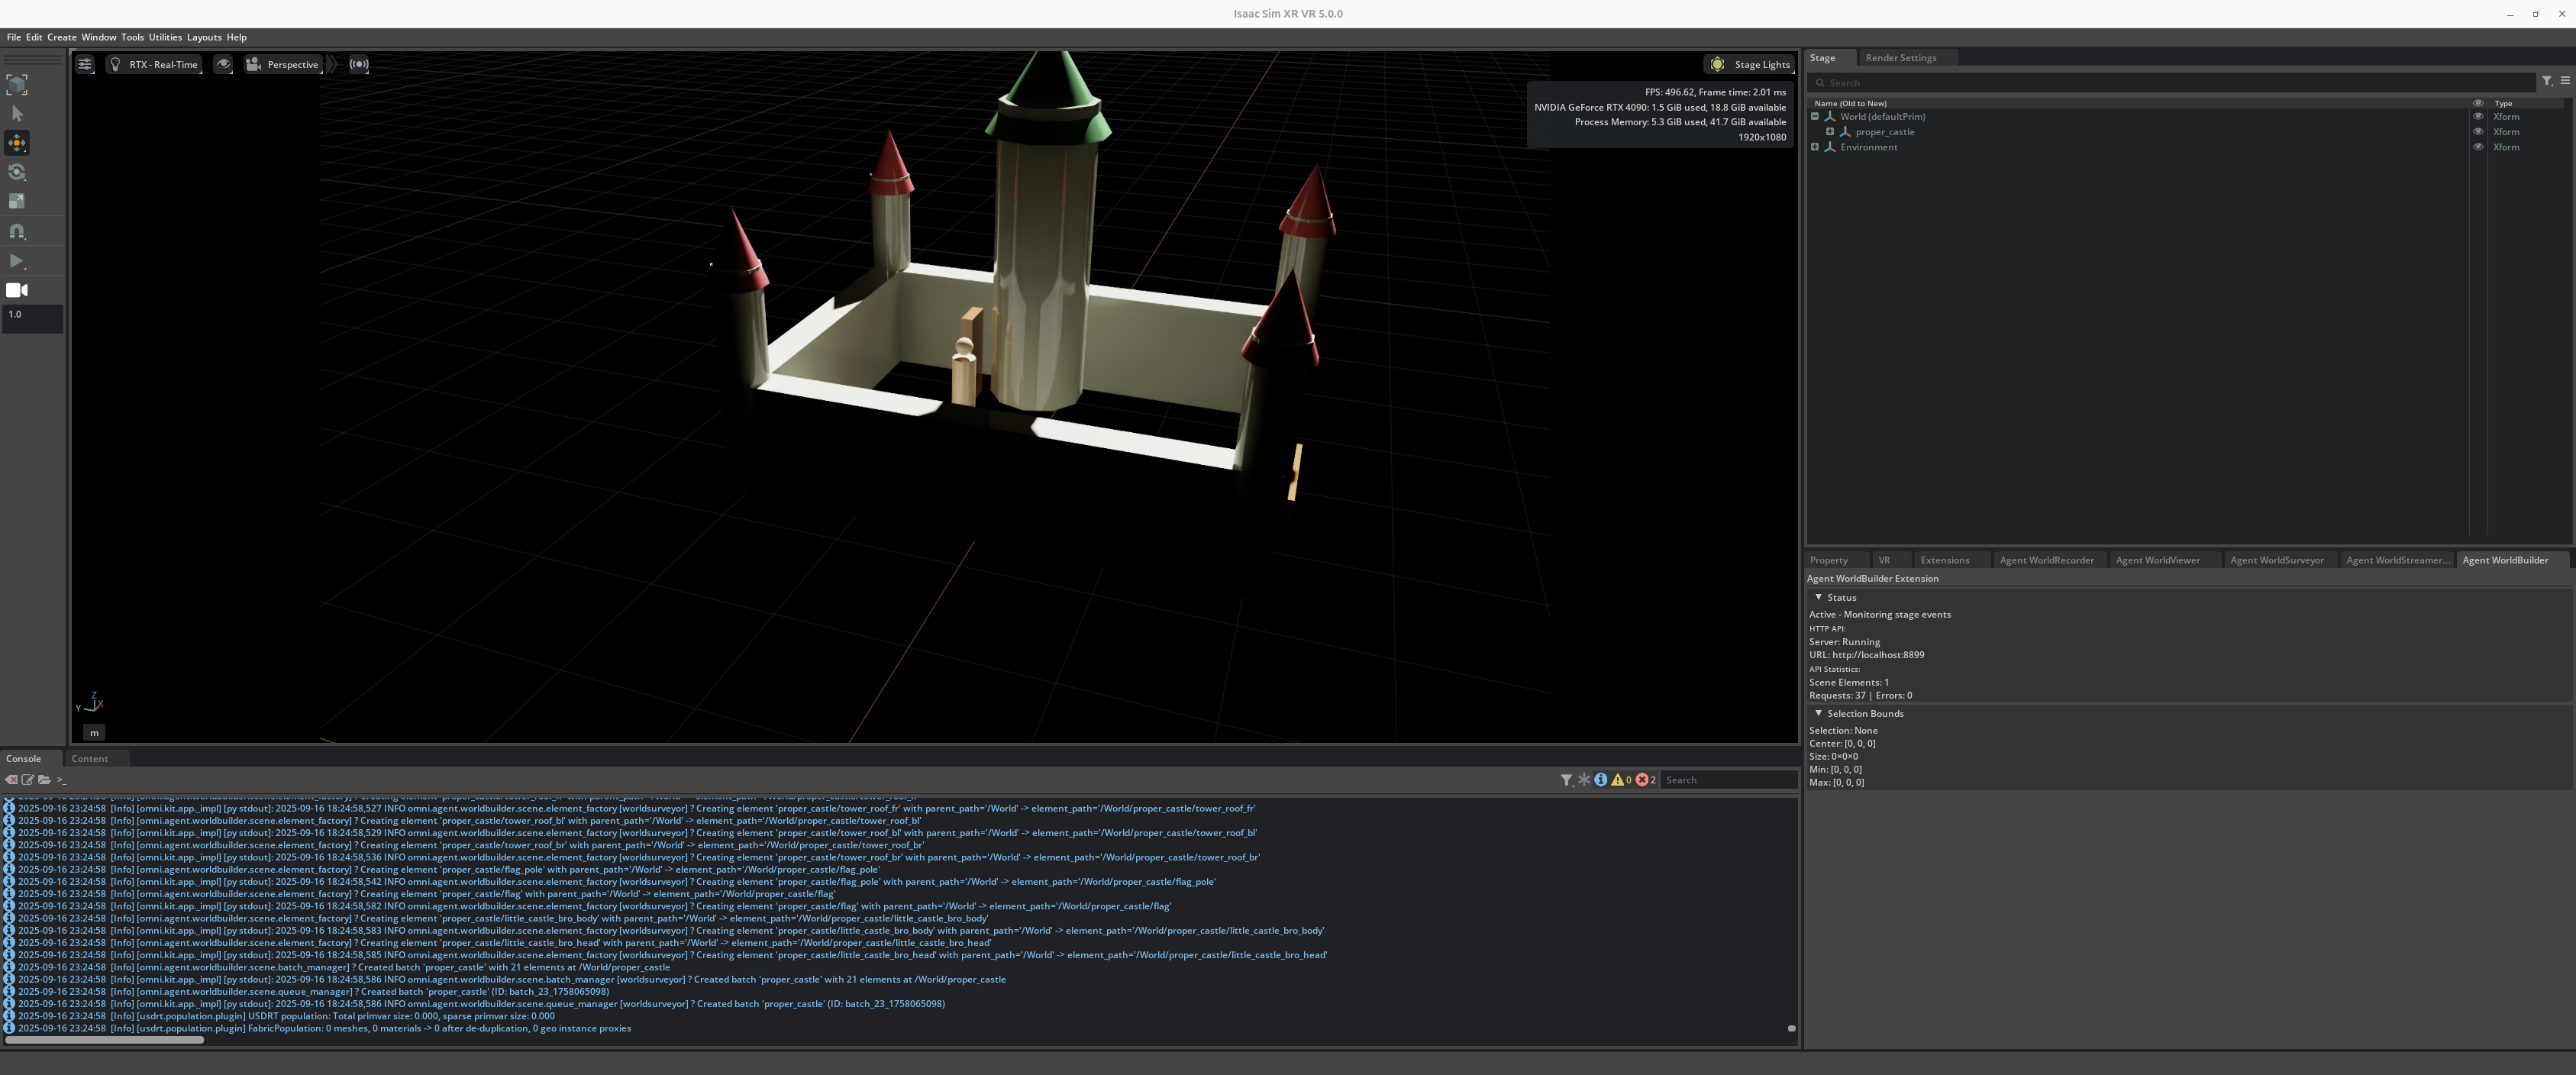 Isaac Sim XR VR 5.0.0
File Edit Create Window Tools Utilities Layouts Help
RTX - Real-Time
Perspective
Stage Lights
FPS: 496.62, Frame time: 2.01 ms
NVIDIA GeForce RTX 4090: 1.5 GiB used, 18.8 GiB available
Process Memory: 5.3 GiB used, 41.7 GiB available
1920x1080
1.0
Z
Y X
m
Stage Render Settings
Search
Name (Old to New) Type
World (defaultPrim) Xform
proper_castle Xform
Environment Xform
Property VR Extensions Agent WorldRecorder Agent WorldViewer Agent WorldSurveyor Agent WorldStreamer... Agent WorldBuilder
Agent WorldBuilder Extension
Status
Active - Monitoring stage events
HTTP API:
Server: Running
URL: http://localhost:8899
API Statistics:
Scene Elements: 1
Requests: 37 | Errors: 0
Selection Bounds
Selection: None
Center: [0, 0, 0]
Size: 0×0×0
Min: [0, 0, 0]
Max: [0, 0, 0]
Console Content
>_ 0 2 Search
2025-09-16 23:24:58 [Info] [omni.agent.worldbuilder.scene.element_factory] ? Creating element 'proper_castle/tower_roof_fr' with parent_path='/World' -> element_path='/World/proper_castle/tower_roof_fr'
2025-09-16 23:24:58 [Info] [omni.kit.app._impl] [py stdout]: 2025-09-16 18:24:58,527 INFO omni.agent.worldbuilder.scene.element_factory [worldsurveyor] ? Creating element 'proper_castle/tower_roof_fr' with parent_path='/World' -> element_path='/World/proper_castle/tower_roof_fr'
2025-09-16 23:24:58 [Info] [omni.agent.worldbuilder.scene.element_factory] ? Creating element 'proper_castle/tower_roof_bl' with parent_path='/World' -> element_path='/World/proper_castle/tower_roof_bl'
2025-09-16 23:24:58 [Info] [omni.kit.app._impl] [py stdout]: 2025-09-16 18:24:58,529 INFO omni.agent.worldbuilder.scene.element_factory [worldsurveyor] ? Creating element 'proper_castle/tower_roof_bl' with parent_path='/World' -> element_path='/World/proper_castle/tower_roof_bl'
2025-09-16 23:24:58 [Info] [omni.agent.worldbuilder.scene.element_factory] ? Creating element 'proper_castle/tower_roof_br' with parent_path='/World' -> element_path='/World/proper_castle/tower_roof_br'
2025-09-16 23:24:58 [Info] [omni.kit.app._impl] [py stdout]: 2025-09-16 18:24:58,536 INFO omni.agent.worldbuilder.scene.element_factory [worldsurveyor] ? Creating element 'proper_castle/tower_roof_br' with parent_path='/World' -> element_path='/World/proper_castle/tower_roof_br'
2025-09-16 23:24:58 [Info] [omni.agent.worldbuilder.scene.element_factory] ? Creating element 'proper_castle/flag_pole' with parent_path='/World' -> element_path='/World/proper_castle/flag_pole'
2025-09-16 23:24:58 [Info] [omni.kit.app._impl] [py stdout]: 2025-09-16 18:24:58,542 INFO omni.agent.worldbuilder.scene.element_factory [worldsurveyor] ? Creating element 'proper_castle/flag_pole' with parent_path='/World' -> element_path='/World/proper_castle/flag_pole'
2025-09-16 23:24:58 [Info] [omni.agent.worldbuilder.scene.element_factory] ? Creating element 'proper_castle/flag' with parent_path='/World' -> element_path='/World/proper_castle/flag'
2025-09-16 23:24:58 [Info] [omni.kit.app._impl] [py stdout]: 2025-09-16 18:24:58,582 INFO omni.agent.worldbuilder.scene.element_factory [worldsurveyor] ? Creating element 'proper_castle/flag' with parent_path='/World' -> element_path='/World/proper_castle/flag'
2025-09-16 23:24:58 [Info] [omni.agent.worldbuilder.scene.element_factory] ? Creating element 'proper_castle/little_castle_bro_body' with parent_path='/World' -> element_path='/World/proper_castle/little_castle_bro_body'
2025-09-16 23:24:58 [Info] [omni.kit.app._impl] [py stdout]: 2025-09-16 18:24:58,583 INFO omni.agent.worldbuilder.scene.element_factory [worldsurveyor] ? Creating element 'proper_castle/little_castle_bro_body' with parent_path='/World' -> element_path='/World/proper_castle/little_castle_bro_body'
2025-09-16 23:24:58 [Info] [omni.agent.worldbuilder.scene.element_factory] ? Creating element 'proper_castle/little_castle_bro_head' with parent_path='/World' -> element_path='/World/proper_castle/little_castle_bro_head'
2025-09-16 23:24:58 [Info] [omni.kit.app._impl] [py stdout]: 2025-09-16 18:24:58,585 INFO omni.agent.worldbuilder.scene.element_factory [worldsurveyor] ? Creating element 'proper_castle/little_castle_bro_head' with parent_path='/World' -> element_path='/World/proper_castle/little_castle_bro_head'
2025-09-16 23:24:58 [Info] [omni.agent.worldbuilder.scene.batch_manager] ? Created batch 'proper_castle' with 21 elements at /World/proper_castle
2025-09-16 23:24:58 [Info] [omni.kit.app._impl] [py stdout]: 2025-09-16 18:24:58,586 INFO omni.agent.worldbuilder.scene.batch_manager [worldsurveyor] ? Created batch 'proper_castle' with 21 elements at /World/proper_castle
2025-09-16 23:24:58 [Info] [omni.agent.worldbuilder.scene.queue_manager] ? Created batch 'proper_castle' (ID: batch_23_1758065098)
2025-09-16 23:24:58 [Info] [omni.kit.app._impl] [py stdout]: 2025-09-16 18:24:58,586 INFO omni.agent.worldbuilder.scene.queue_manager [worldsurveyor] ? Created batch 'proper_castle' (ID: batch_23_1758065098)
2025-09-16 23:24:58 [Info] [usdrt.population.plugin] USDRT population: Total primvar size: 0.000, sparse primvar size: 0.000
2025-09-16 23:24:58 [Info] [usdrt.population.plugin] FabricPopulation: 0 meshes, 0 materials -> 0 after de-duplication, 0 geo instance proxies